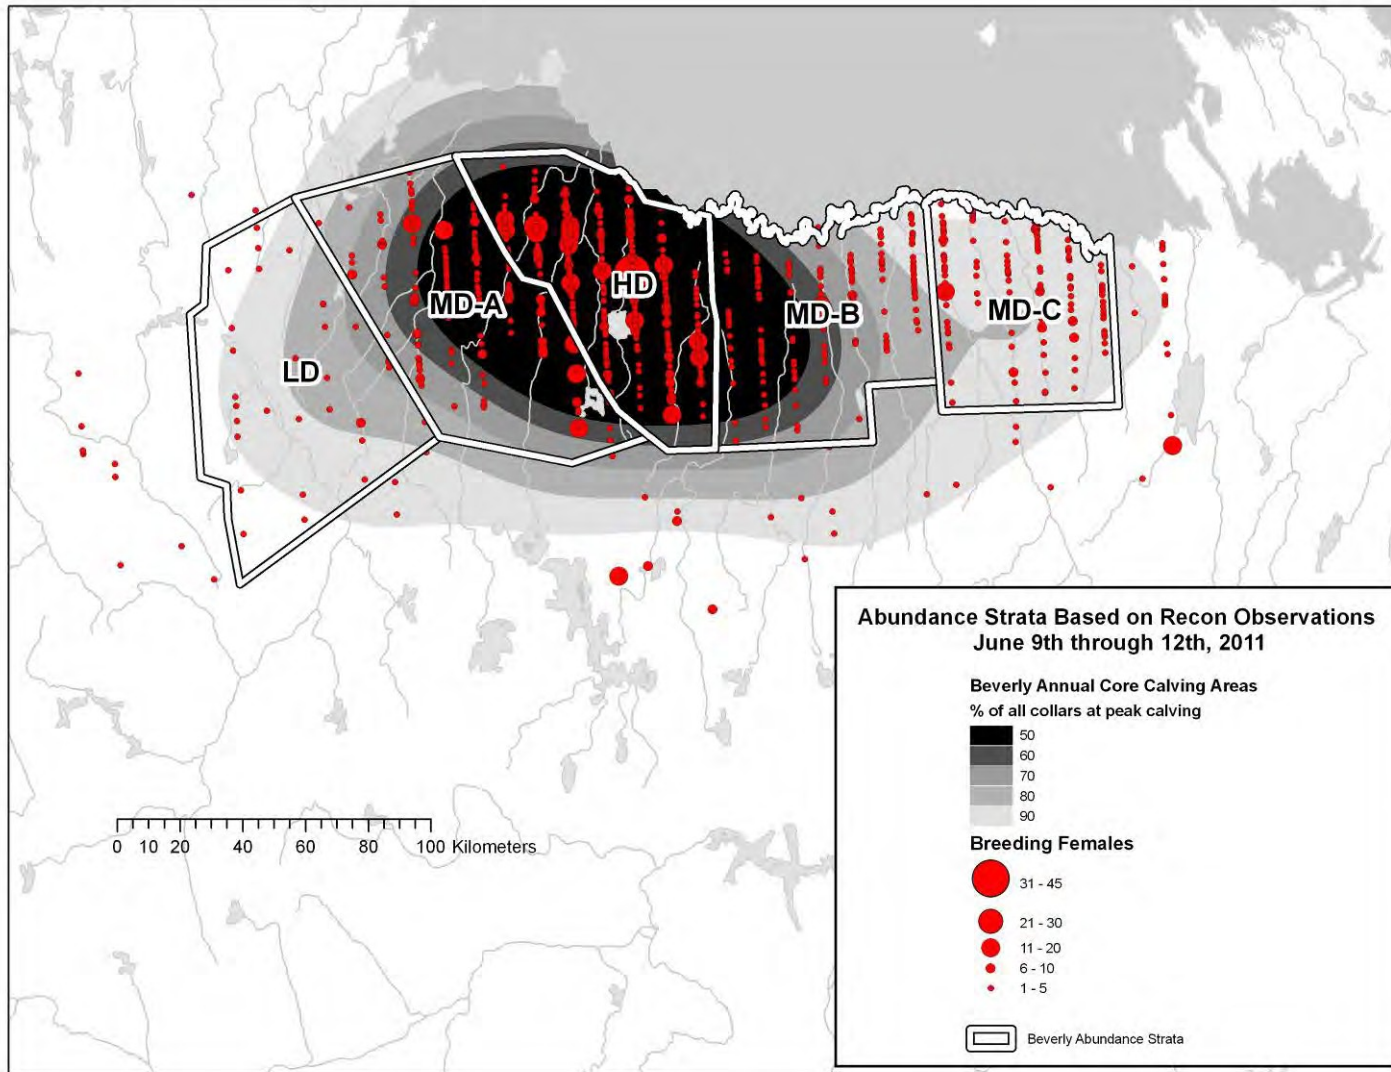 HD
MD-A
MD-B
MD-C
LD
Abundance Strata Based on Recon Observations
June 9th through 12th, 2011
Beverly Annual Core Calving Areas
% of all collars at peak calving
50
60
70
80
90
Breeding Females
31 - 45
21 - 30
11 - 20
6 - 10
1 - 5
Beverly Abundance Strata
0 10 20 40 60 80 100 Kilometers